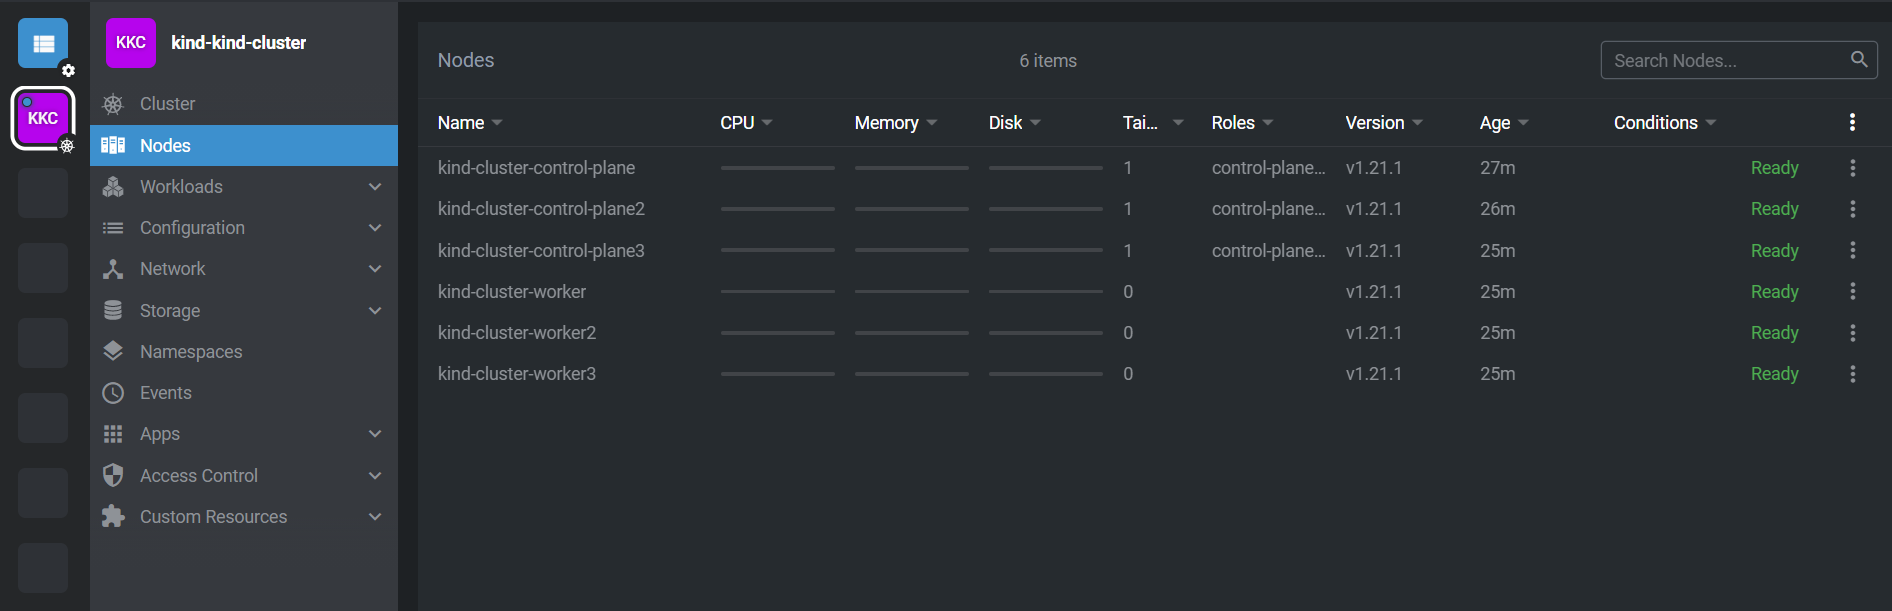 KKC kind-kind-cluster
KKC
Cluster
Nodes
Workloads
Configuration
Network
Storage
Namespaces
Events
Apps
Access Control
Custom Resources
Nodes 6 items Search Nodes...
Name CPU Memory Disk Tai... Roles Version Age Conditions
kind-cluster-control-plane 1 control-plane... v1.21.1 27m Ready
kind-cluster-control-plane2 1 control-plane... v1.21.1 26m Ready
kind-cluster-control-plane3 1 control-plane... v1.21.1 25m Ready
kind-cluster-worker 0 v1.21.1 25m Ready
kind-cluster-worker2 0 v1.21.1 25m Ready
kind-cluster-worker3 0 v1.21.1 25m Ready